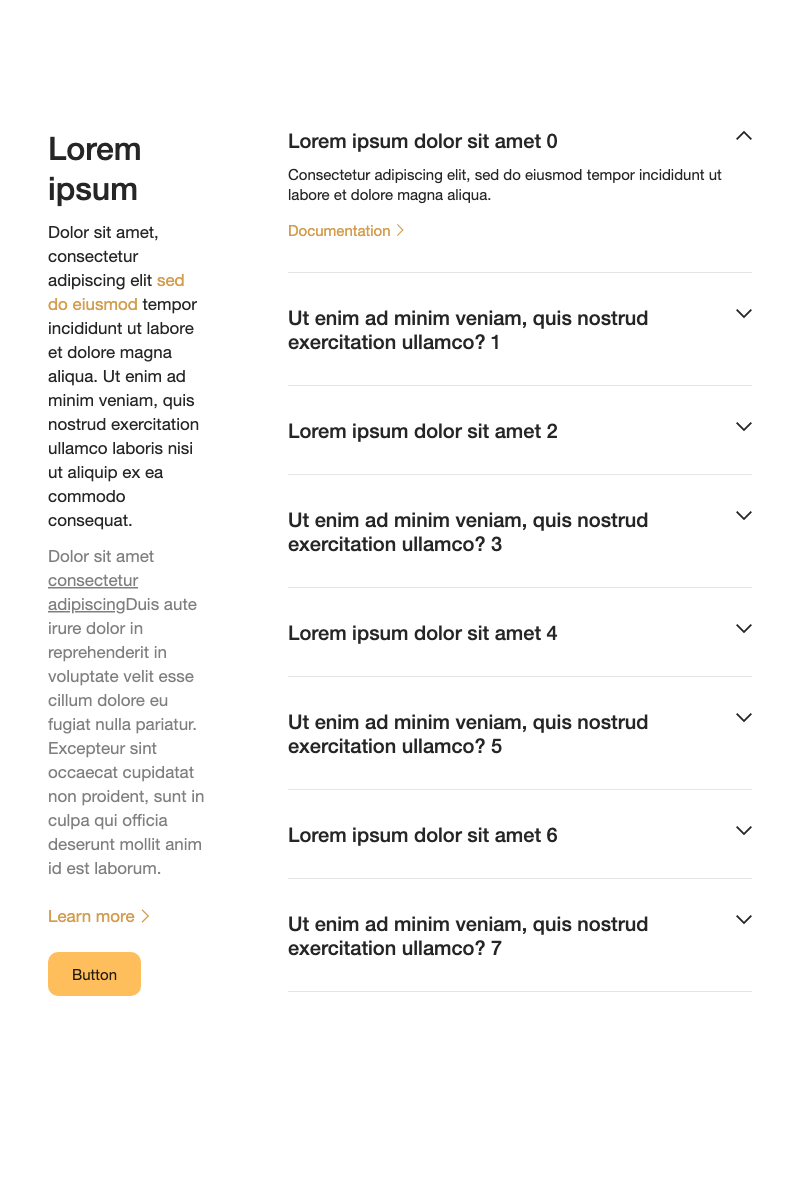 Lorem
ipsum
Dolor sit amet,
consectetur
adipiscing elit sed
do eiusmod tempor
incididunt ut labore
et dolore magna
aliqua. Ut enim ad
minim veniam, quis
nostrud exercitation
ullamco laboris nisi
ut aliquip ex ea
commodo
consequat.
Dolor sit amet
consectetur
adipiscingDuis aute
irure dolor in
reprehenderit in
voluptate velit esse
cillum dolore eu
fugiat nulla pariatur.
Excepteur sint
occaecat cupidatat
non proident, sunt in
culpa qui officia
deserunt mollit anim
id est laborum.
Learn more
Button
Lorem ipsum dolor sit amet 0
Consectetur adipiscing elit, sed do eiusmod tempor incididunt ut
labore et dolore magna aliqua.
Documentation
Ut enim ad minim veniam, quis nostrud
exercitation ullamco? 1
Lorem ipsum dolor sit amet 2
Ut enim ad minim veniam, quis nostrud
exercitation ullamco? 3
Lorem ipsum dolor sit amet 4
Ut enim ad minim veniam, quis nostrud
exercitation ullamco? 5
Lorem ipsum dolor sit amet 6
Ut enim ad minim veniam, quis nostrud
exercitation ullamco? 7